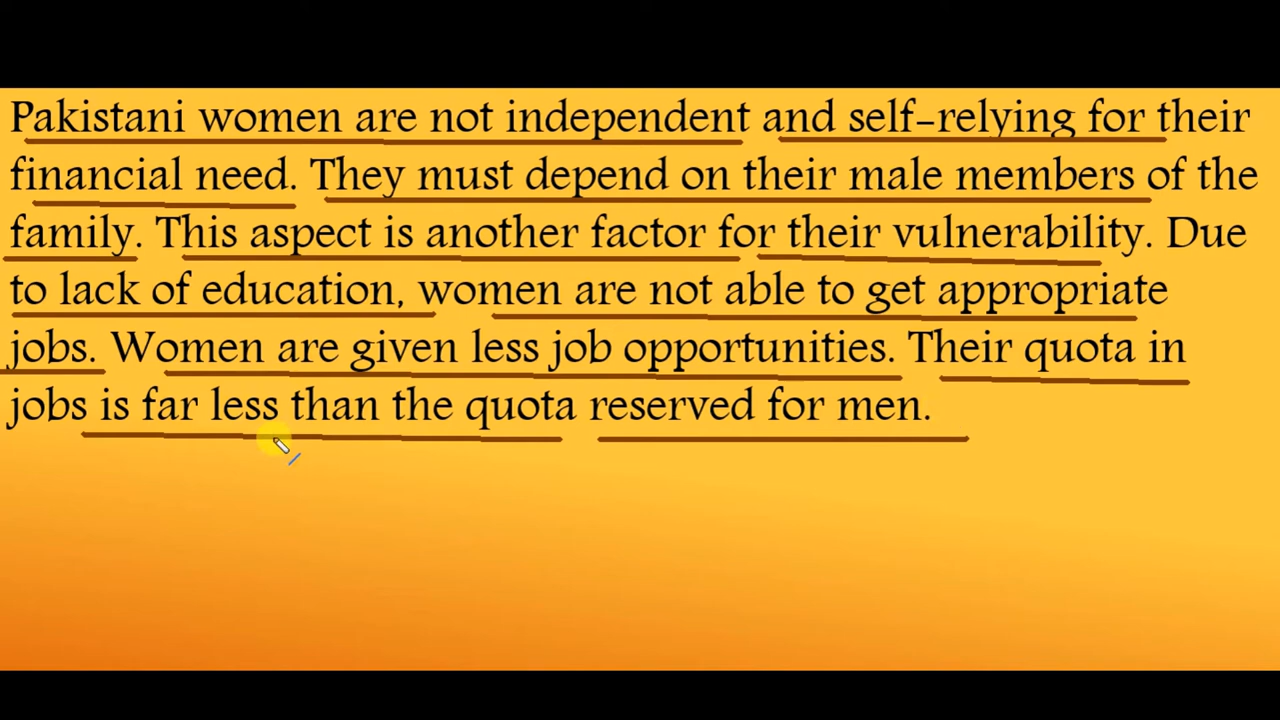 Pakistani women are not independent and self-relying for their
financial need. They must depend on their male members of the
family. This aspect is another factor for their vulnerability. Due
to lack of education, women are not able to get appropriate
jobs. Women are given less job opportunities. Their quota in
jobs is far less than the quota reserved for men.